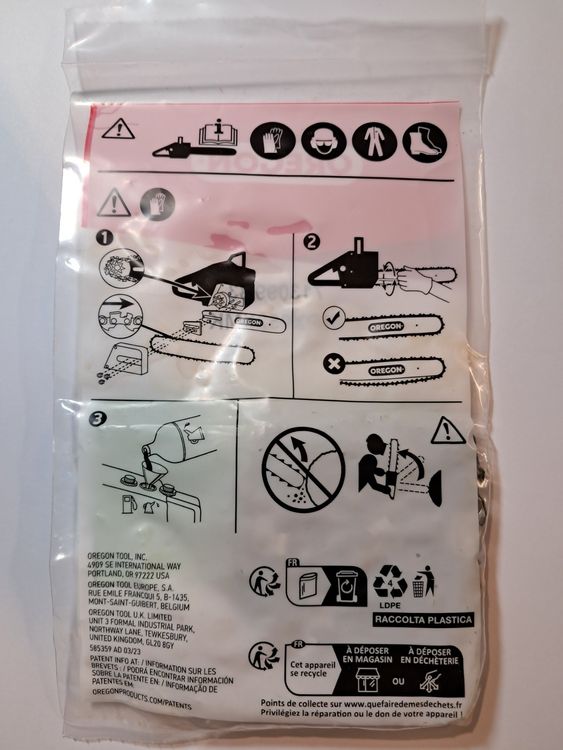 1
2
OREGON
OREGON
OREGON
3
OREGON TOOL, INC.
4909 SE INTERNATIONAL WAY
PORTLAND, OR 97222 USA
OREGON TOOL EUROPE, S.A.
RUE EMILE FRANCQUI 5, B-1435,
MONT-SAINT-GUIBERT, BELGIUM
OREGON TOOL U.K. LIMITED
UNIT 3 FORMAL INDUSTRIAL PARK,
NORTHWAY LANE, TEWKESBURY,
UNITED KINGDOM, GL20 8GY
585359 AD 03/23
PATENT INFO AT: / INFORMATION SUR LES
BREVETS : / PODRÁ ENCONTRAR INFORMACIÓN
SOBRE LA PATENTE EN: / INFORMAÇÃO DE
PATENTES EM:
OREGONPRODUCTS.COM/PATENTS
FR
4
LDPE
RACCOLTA PLASTICA
FR
Cet appareil
se recycle
À DÉPOSER
EN MAGASIN
OU
À DÉPOSER
EN DÉCHÈTERIE
Points de collecte sur www.quefairedemesdechets.fr
Privilégiez la réparation ou le don de votre appareil !